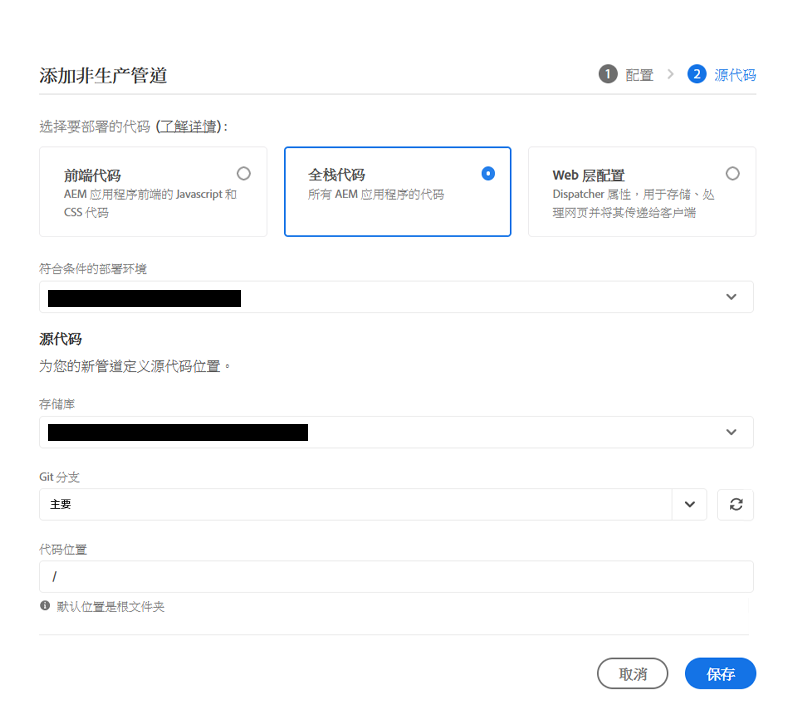 添加非生产管道
1 配置 > 2 源代码
选择要部署的代码 (了解详情):
前端代码
AEM 应用程序前端的 Javascript 和
CSS 代码
全栈代码
所有 AEM 应用程序的代码
Web 层配置
Dispatcher 属性，用于存储、处
理网页并将其传递给客户端
符合条件的部署环境
源代码
为您的新管道定义源代码位置。
存储库
Git 分支
主要
代码位置
/
默认位置是根文件夹
取消
保存